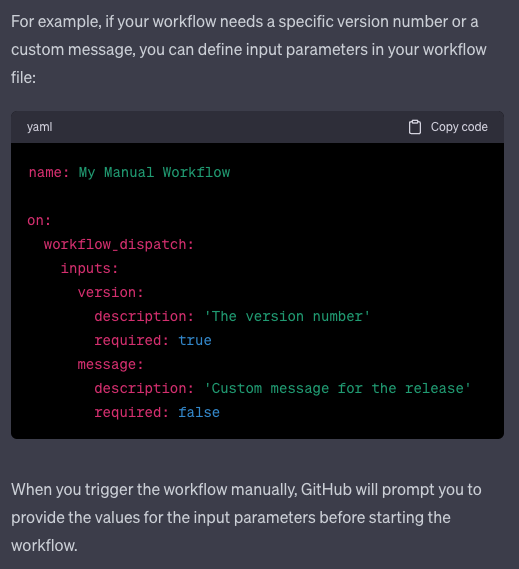 For example, if your workflow needs a specific version number or a
custom message, you can define input parameters in your workflow
file:
yaml
Copy code
name: My Manual Workflow
on:
  workflow_dispatch:
    inputs:
      version:
        description: 'The version number'
        required: true
      message:
        description: 'Custom message for the release'
        required: false
When you trigger the workflow manually, GitHub will prompt you to
provide the values for the input parameters before starting the
workflow.